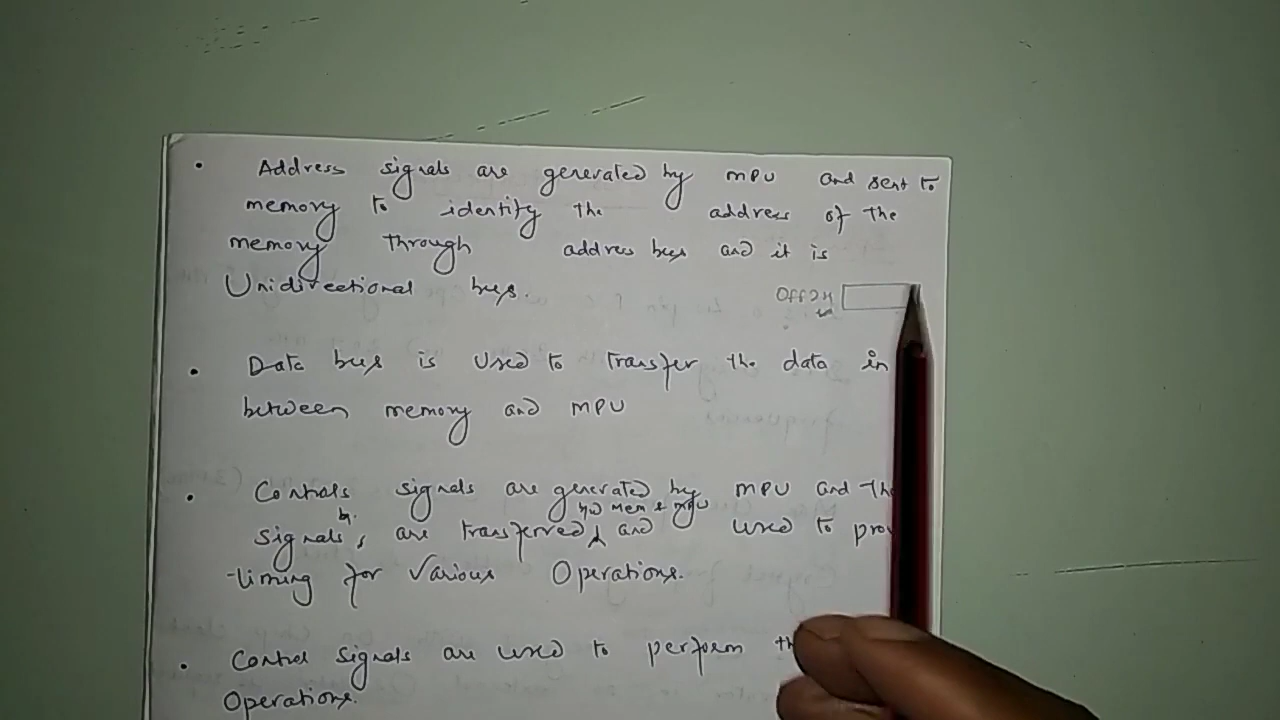 • Address signals are generated by MPU and sent to
memory to identify the address of the
memory through address bus and it is
Unidirectional bus.
• Data bus is used to transfer the data in
between memory and MPU
• Controls signals are generated by MPU and the
b/w mem & MPU
signals, are transferred, and used to pro
timing for various Operations.
• Control signals are used to perform th
Operations.